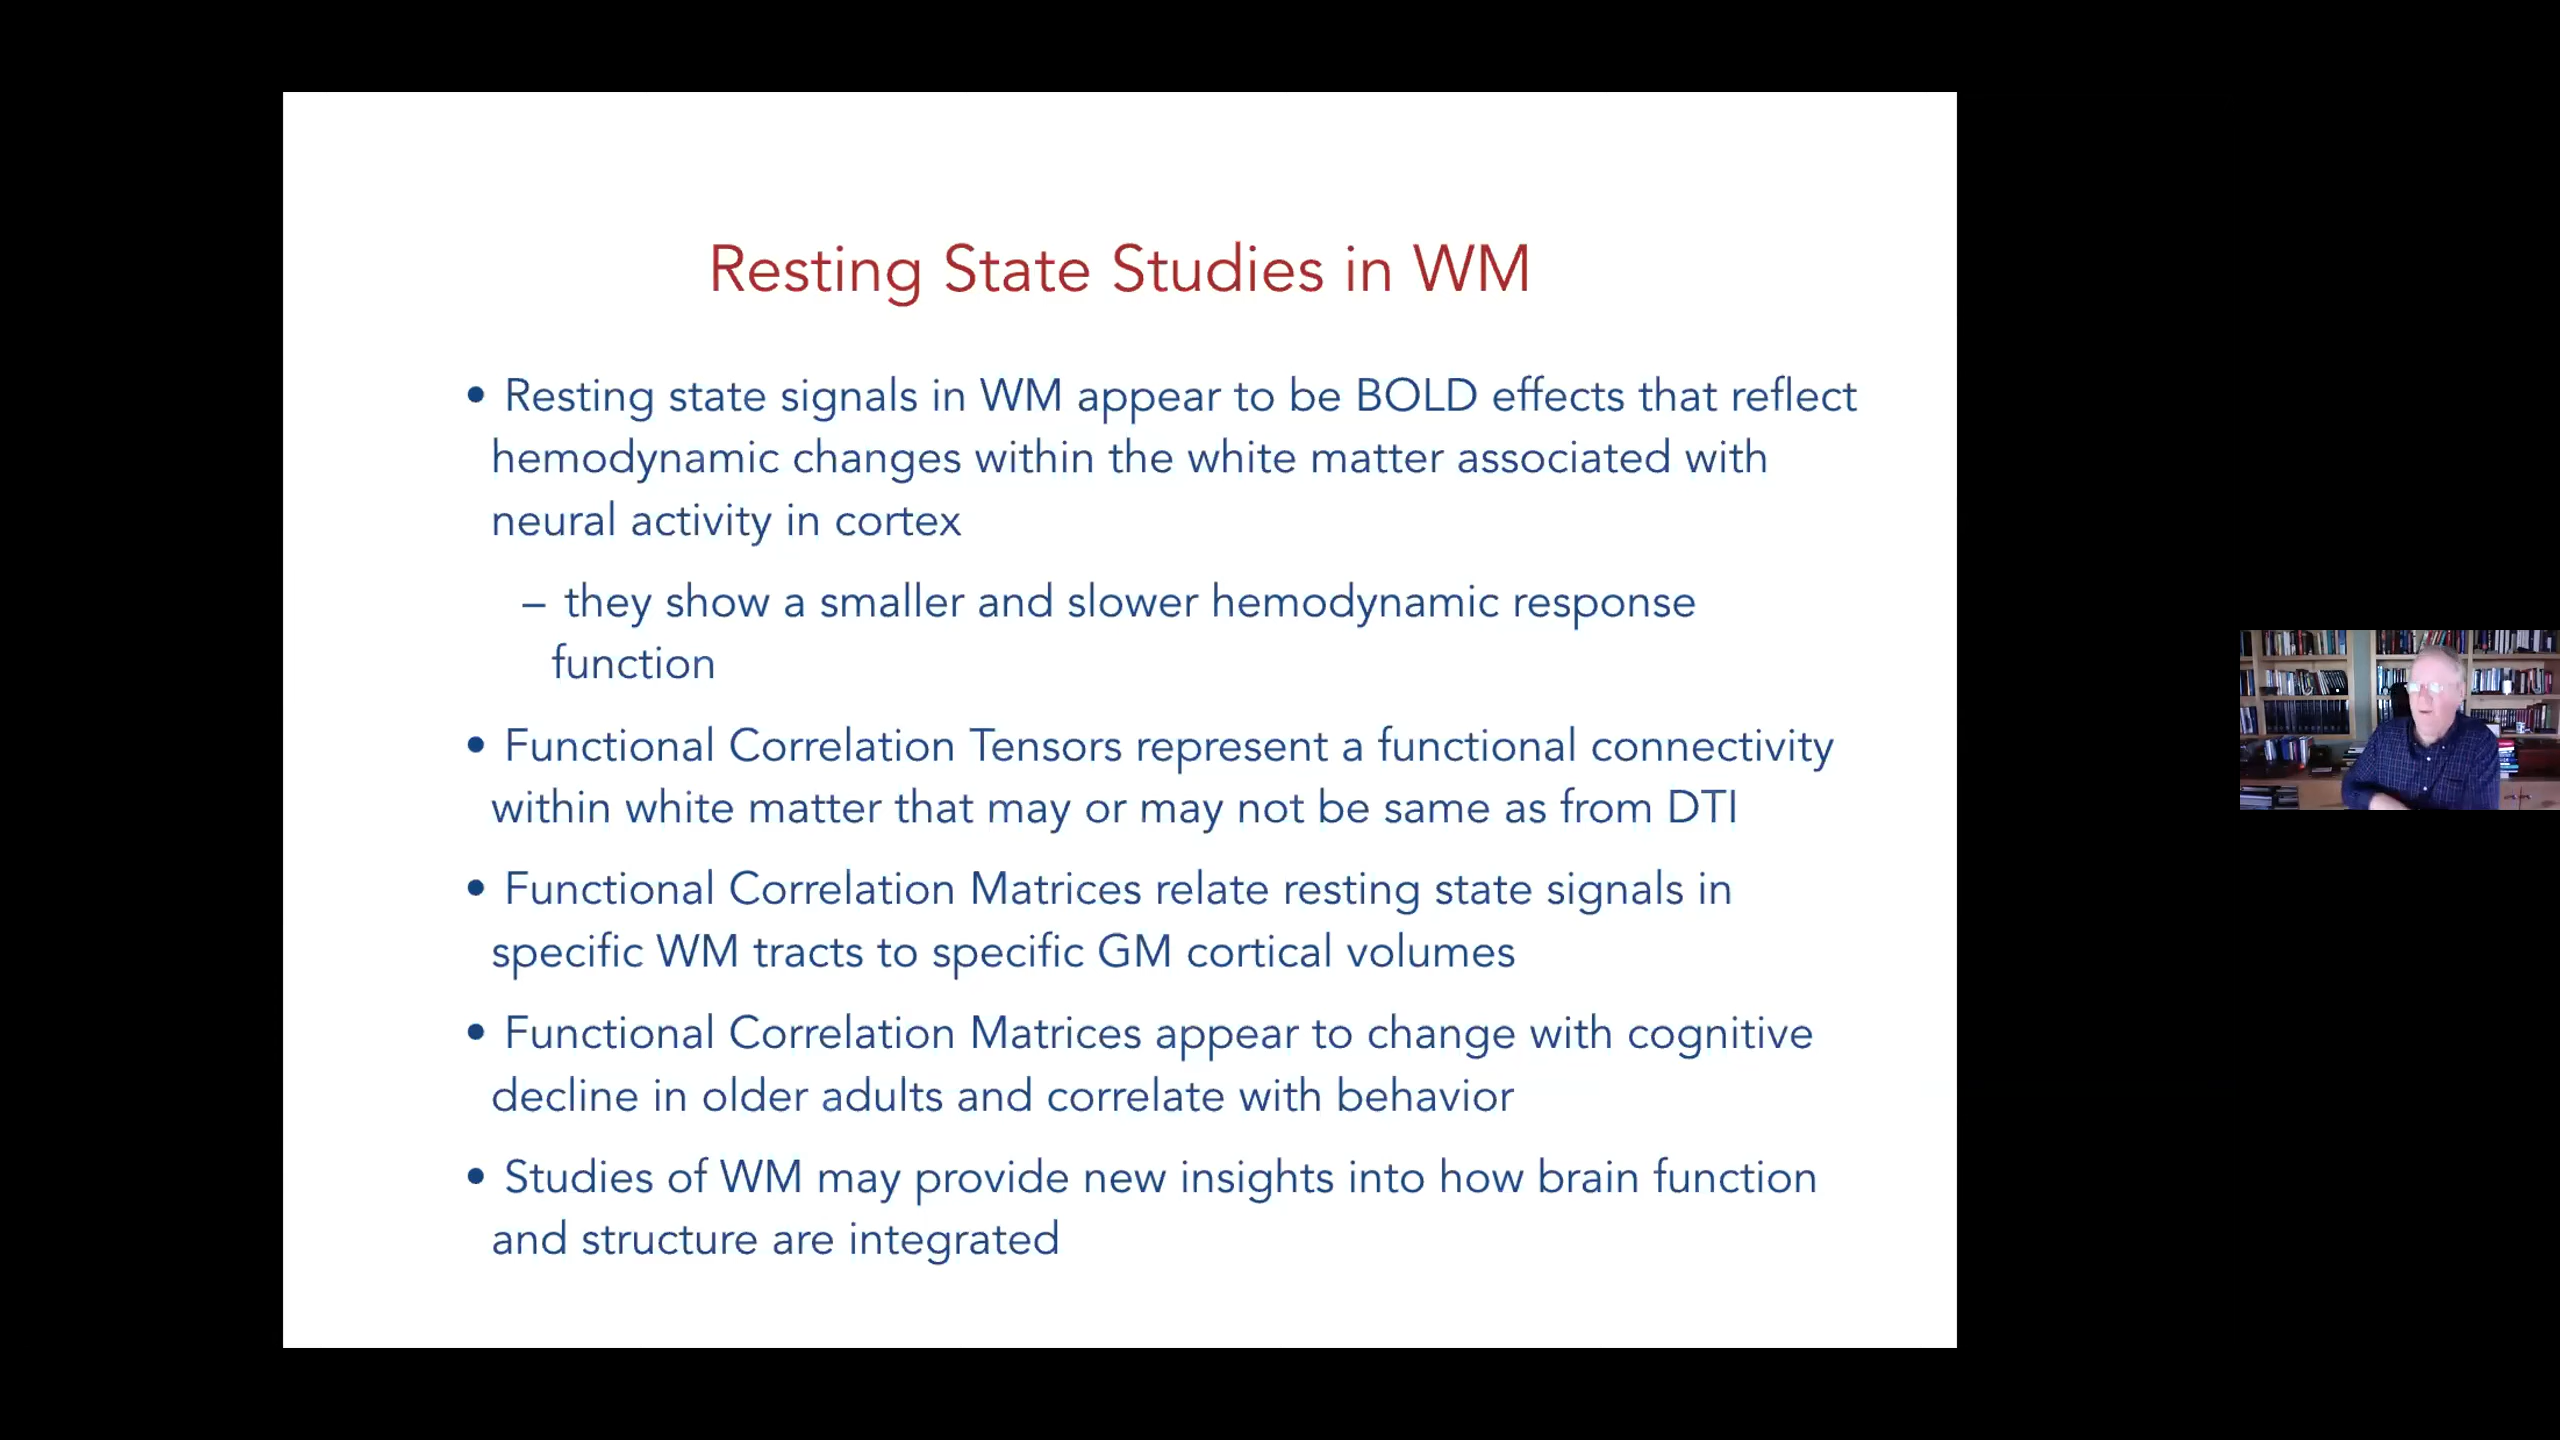 Resting State Studies in WM
• Resting state signals in WM appear to be BOLD effects that reflect
hemodynamic changes within the white matter associated with
neural activity in cortex
– they show a smaller and slower hemodynamic response
function
• Functional Correlation Tensors represent a functional connectivity
within white matter that may or may not be same as from DTI
• Functional Correlation Matrices relate resting state signals in
specific WM tracts to specific GM cortical volumes
• Functional Correlation Matrices appear to change with cognitive
decline in older adults and correlate with behavior
• Studies of WM may provide new insights into how brain function
and structure are integrated